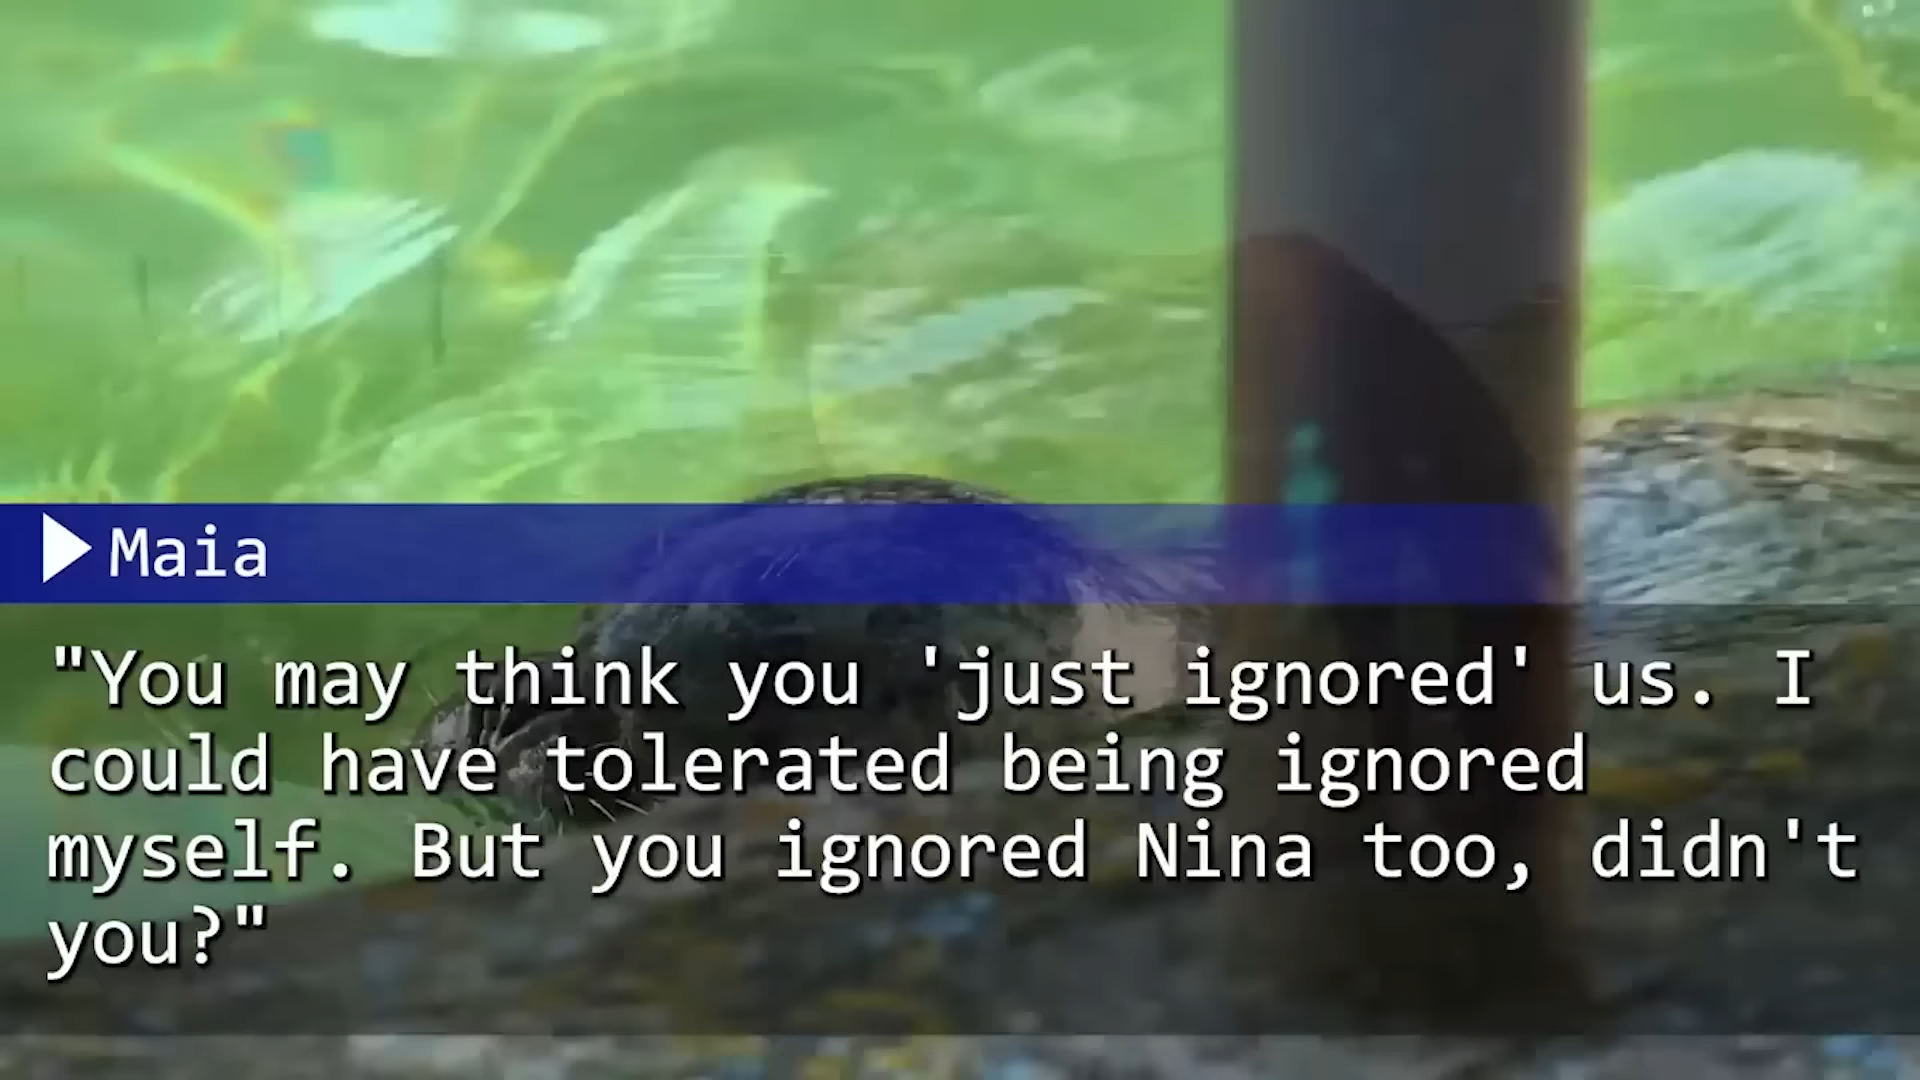 Maia
"You may think you 'just ignored' us. I
could have tolerated being ignored
myself. But you ignored Nina too, didn't
you?"